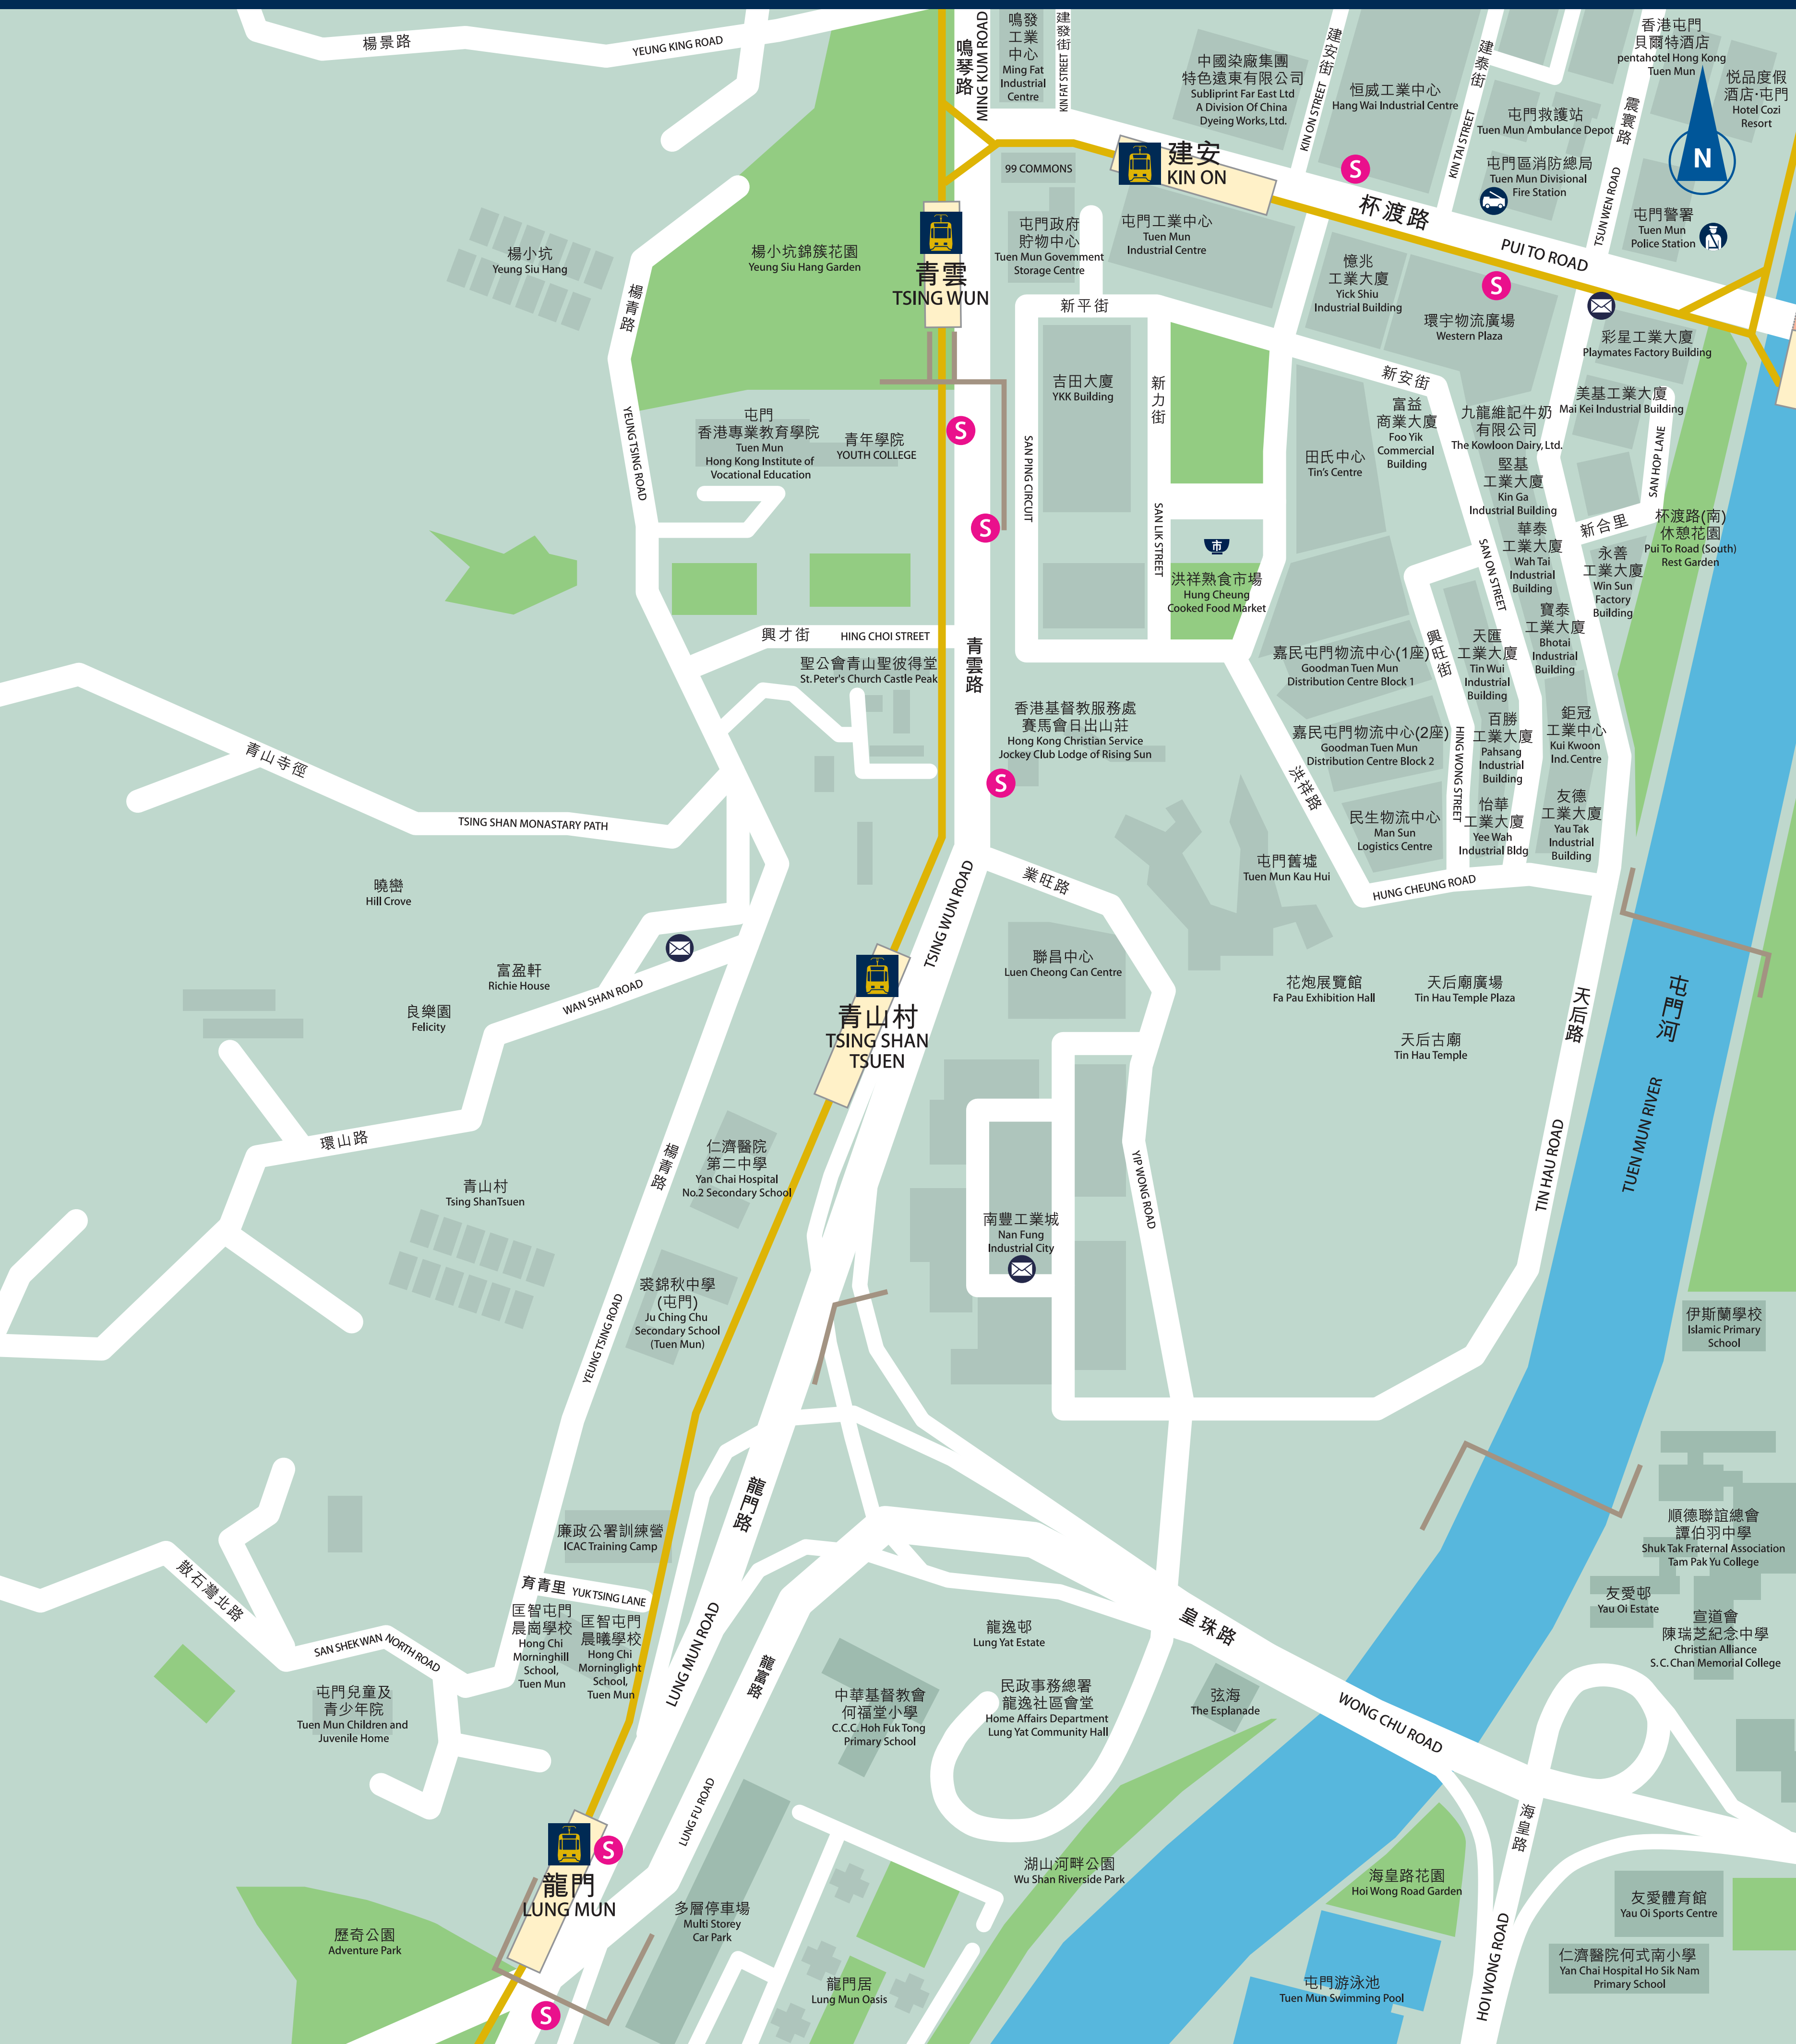 楊景路
YEUNG KING ROAD
鳴琴路
MING KUM ROAD
鳴發
工業
中心
Ming Fat
Industrial
Centre
建發街
KIN FAT STREET
中國染廠集團
特色遠東有限公司
Subliprint Far East Ltd
A Division Of China
Dyeing Works, Ltd.
建安街
KIN ON STREET
恒威工業中心
Hang Wai Industrial Centre
建泰街
KIN TAI STREET
香港屯門
貝爾特酒店
pentahotel Hong Kong
Tuen Mun
悦品度假
酒店·屯門
Hotel Cozi
Resort
屯門救護站
Tuen Mun Ambulance Depot
震寰路
TSUN WEN ROAD
N
屯門區消防總局
Tuen Mun Divisional
Fire Station
屯門警署
Tuen Mun
Police Station
99 COMMONS
建安
KIN ON
S
杯渡路
PUI TO ROAD
楊小坑
Yeung Siu Hang
楊小坑錦簇花園
Yeung Siu Hang Garden
青雲
TSING WUN
屯門政府
貯物中心
Tuen Mun Government
Storage Centre
屯門工業中心
Tuen Mun
Industrial Centre
憶兆
工業大廈
Yick Shiu
Industrial Building
S
環宇物流廣場
Western Plaza
彩星工業大廈
Playmates Factory Building
楊青路
YEUNG TSING ROAD
新平街
吉田大廈
YKK Building
新力街
SAN LIK STREET
SAN PING CIRCUIT
新安街
SAN ON STREET
富益
商業大廈
Foo Yik
Commercial
Building
美基工業大廈
Mai Kei Industrial Building
九龍維記牛奶
有限公司
The Kowloon Dairy, Ltd.
田氏中心
Tin's Centre
堅基
工業大廈
Kin Ga
Industrial Building
SAN HOP LANE
新合里
杯渡路(南)
休憩花園
Pui To Road (South)
Rest Garden
屯門
香港專業教育學院
Tuen Mun
Hong Kong Institute of
Vocational Education
青年學院
YOUTH COLLEGE
S
S
市
洪祥熟食市場
Hung Cheung
Cooked Food Market
華泰
工業大廈
Wah Tai
Industrial
Building
永善
工業大廈
Win Sun
Factory
Building
寶泰
工業大廈
Bhotai
Industrial
Building
興才街
HING CHOI STREET
聖公會青山聖彼得堂
St. Peter's Church Castle Peak
青雲路
嘉民屯門物流中心(1座)
Goodman Tuen Mun
Distribution Centre Block 1
興旺街
HING WONG STREET
天匯
工業大廈
Tin Wui
Industrial
Building
香港基督教服務處
賽馬會日出山莊
Hong Kong Christian Service
Jockey Club Lodge of Rising Sun
S
嘉民屯門物流中心(2座)
Goodman Tuen Mun
Distribution Centre Block 2
百勝
工業大廈
Pahsang
Industrial
Building
鉅冠
工業中心
Kui Kwoon
Ind. Centre
青山寺徑
TSING SHAN MONASTARY PATH
洪祥路
HUNG CHEUNG ROAD
民生物流中心
Man Sun
Logistics Centre
怡華
工業大廈
Yee Wah
Industrial Bldg
友德
工業大廈
Yau Tak
Industrial
Building
屯門舊墟
Tuen Mun Kau Hui
曉巒
Hill Crove
業旺路
TSING WUN ROAD
富盈軒
Richie House
良樂園
Felicity
WAN SHAN ROAD
聯昌中心
Luen Cheong Can Centre
花炮展覽館
Fa Pau Exhibition Hall
天后廟廣場
Tin Hau Temple Plaza
天后古廟
Tin Hau Temple
天后路
TIN HAU ROAD
屯門河
TUEN MUN RIVER
青山村
TSING SHAN
TSUEN
環山路
青山村
Tsing ShanTsuen
楊青路
YEUNG TSING ROAD
仁濟醫院
第二中學
Yan Chai Hospital
No.2 Secondary School
YIP WONG ROAD
南豐工業城
Nan Fung
Industrial City
裘錦秋中學
(屯門)
Ju Ching Chu
Secondary School
(Tuen Mun)
伊斯蘭學校
Islamic Primary
School
龍門路
LUNG MUN ROAD
廉政公署訓練營
ICAC Training Camp
順德聯誼總會
譚伯羽中學
Shuk Tak Fraternal Association
Tam Pak Yu College
散石灣北路
SAN SHEK WAN NORTH ROAD
育青里
YUK TSING LANE
匡智屯門
晨崗學校
Hong Chi
Morninghill
School,
Tuen Mun
匡智屯門
晨曦學校
Hong Chi
Morninglight
School,
Tuen Mun
友愛邨
Yau Oi Estate
宣道會
陳瑞芝紀念中學
Christian Alliance
S. C. Chan Memorial College
龍逸邨
Lung Yat Estate
皇珠路
WONG CHU ROAD
龍富路
LUNG FU ROAD
屯門兒童及
青少年院
Tuen Mun Children and
Juvenile Home
中華基督教會
何福堂小學
C.C.C. Hoh Fuk Tong
Primary School
民政事務總署
龍逸社區會堂
Home Affairs Department
Lung Yat Community Hall
弦海
The Esplanade
海皇路
HOI WONG ROAD
S
龍門
LUNG MUN
歷奇公園
Adventure Park
多層停車場
Multi Storey
Car Park
湖山河畔公園
Wu Shan Riverside Park
海皇路花園
Hoi Wong Road Garden
友愛體育館
Yau Oi Sports Centre
仁濟醫院何式南小學
Yan Chai Hospital Ho Sik Nam
Primary School
龍門居
Lung Mun Oasis
屯門游泳池
Tuen Mun Swimming Pool
S